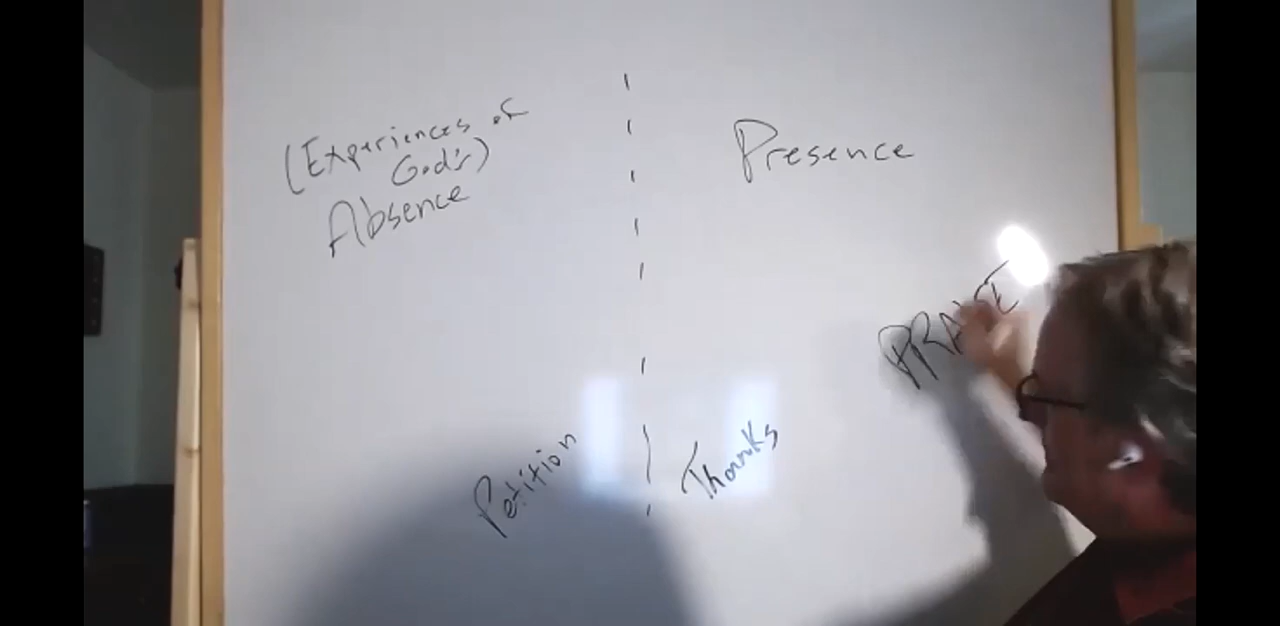 (Experiences of
God's)
Absence
Presence
PRAISE
Petition
Thanks